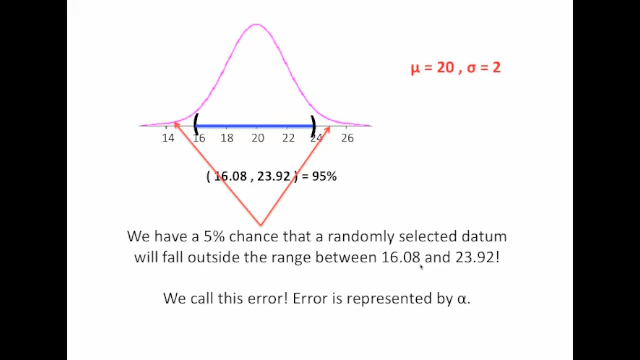 μ = 20 , σ = 2
14 16 18 20 22 24 26
( 16.08 , 23.92 ) = 95%
We have a 5% chance that a randomly selected datum
will fall outside the range between 16.08 and 23.92!
We call this error! Error is represented by α.